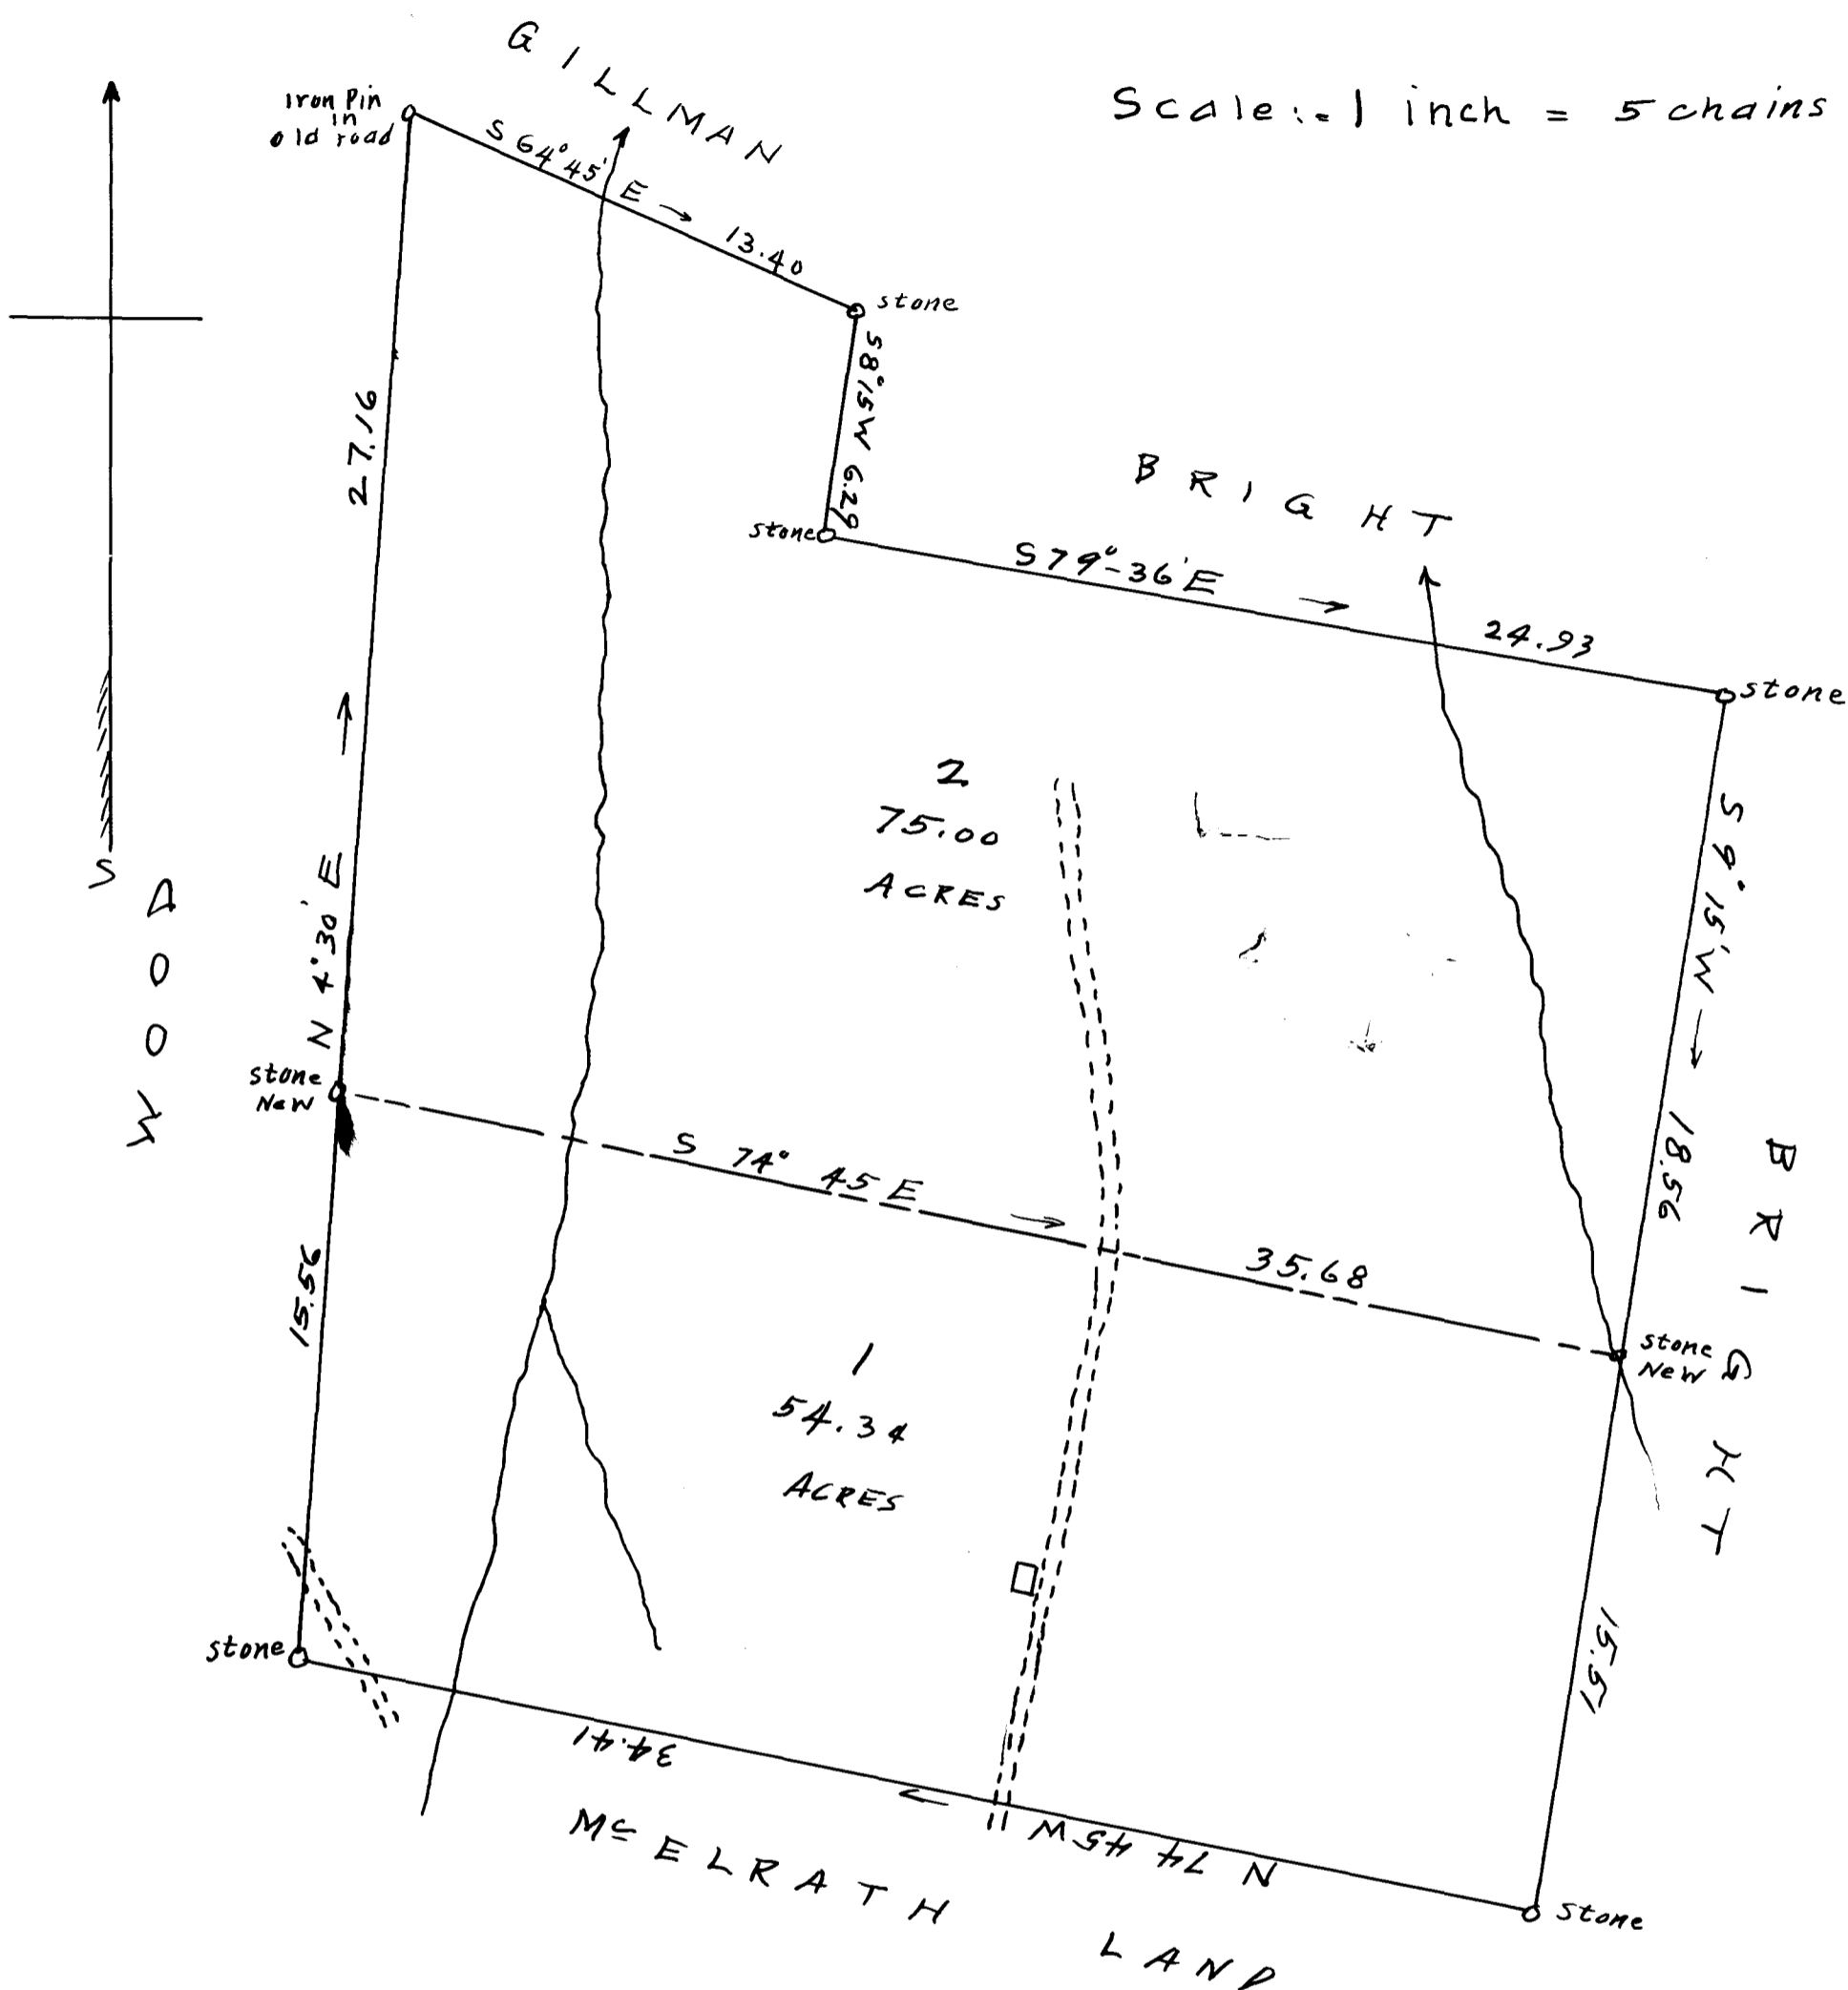 GILLMAN
Scale:- 1 inch = 5 chains
Iron Pin
in
old road
S 64° 45' E → 13.40
stone
S 8° 15 W 6.29
stone
BRIGHT
S 79°-36' E → 24.93
stone
27.16
N 4° 30' E
S
WOOD
2
75.00
ACRES
S 9° 15' W
18.56
BRIGHT
stone
New
S 74° 45 E
35.68
stone
New
15.56
1
54.34
ACRES
15.51
stone
34.41
N 74 45 W
stone
McELRATH LAND